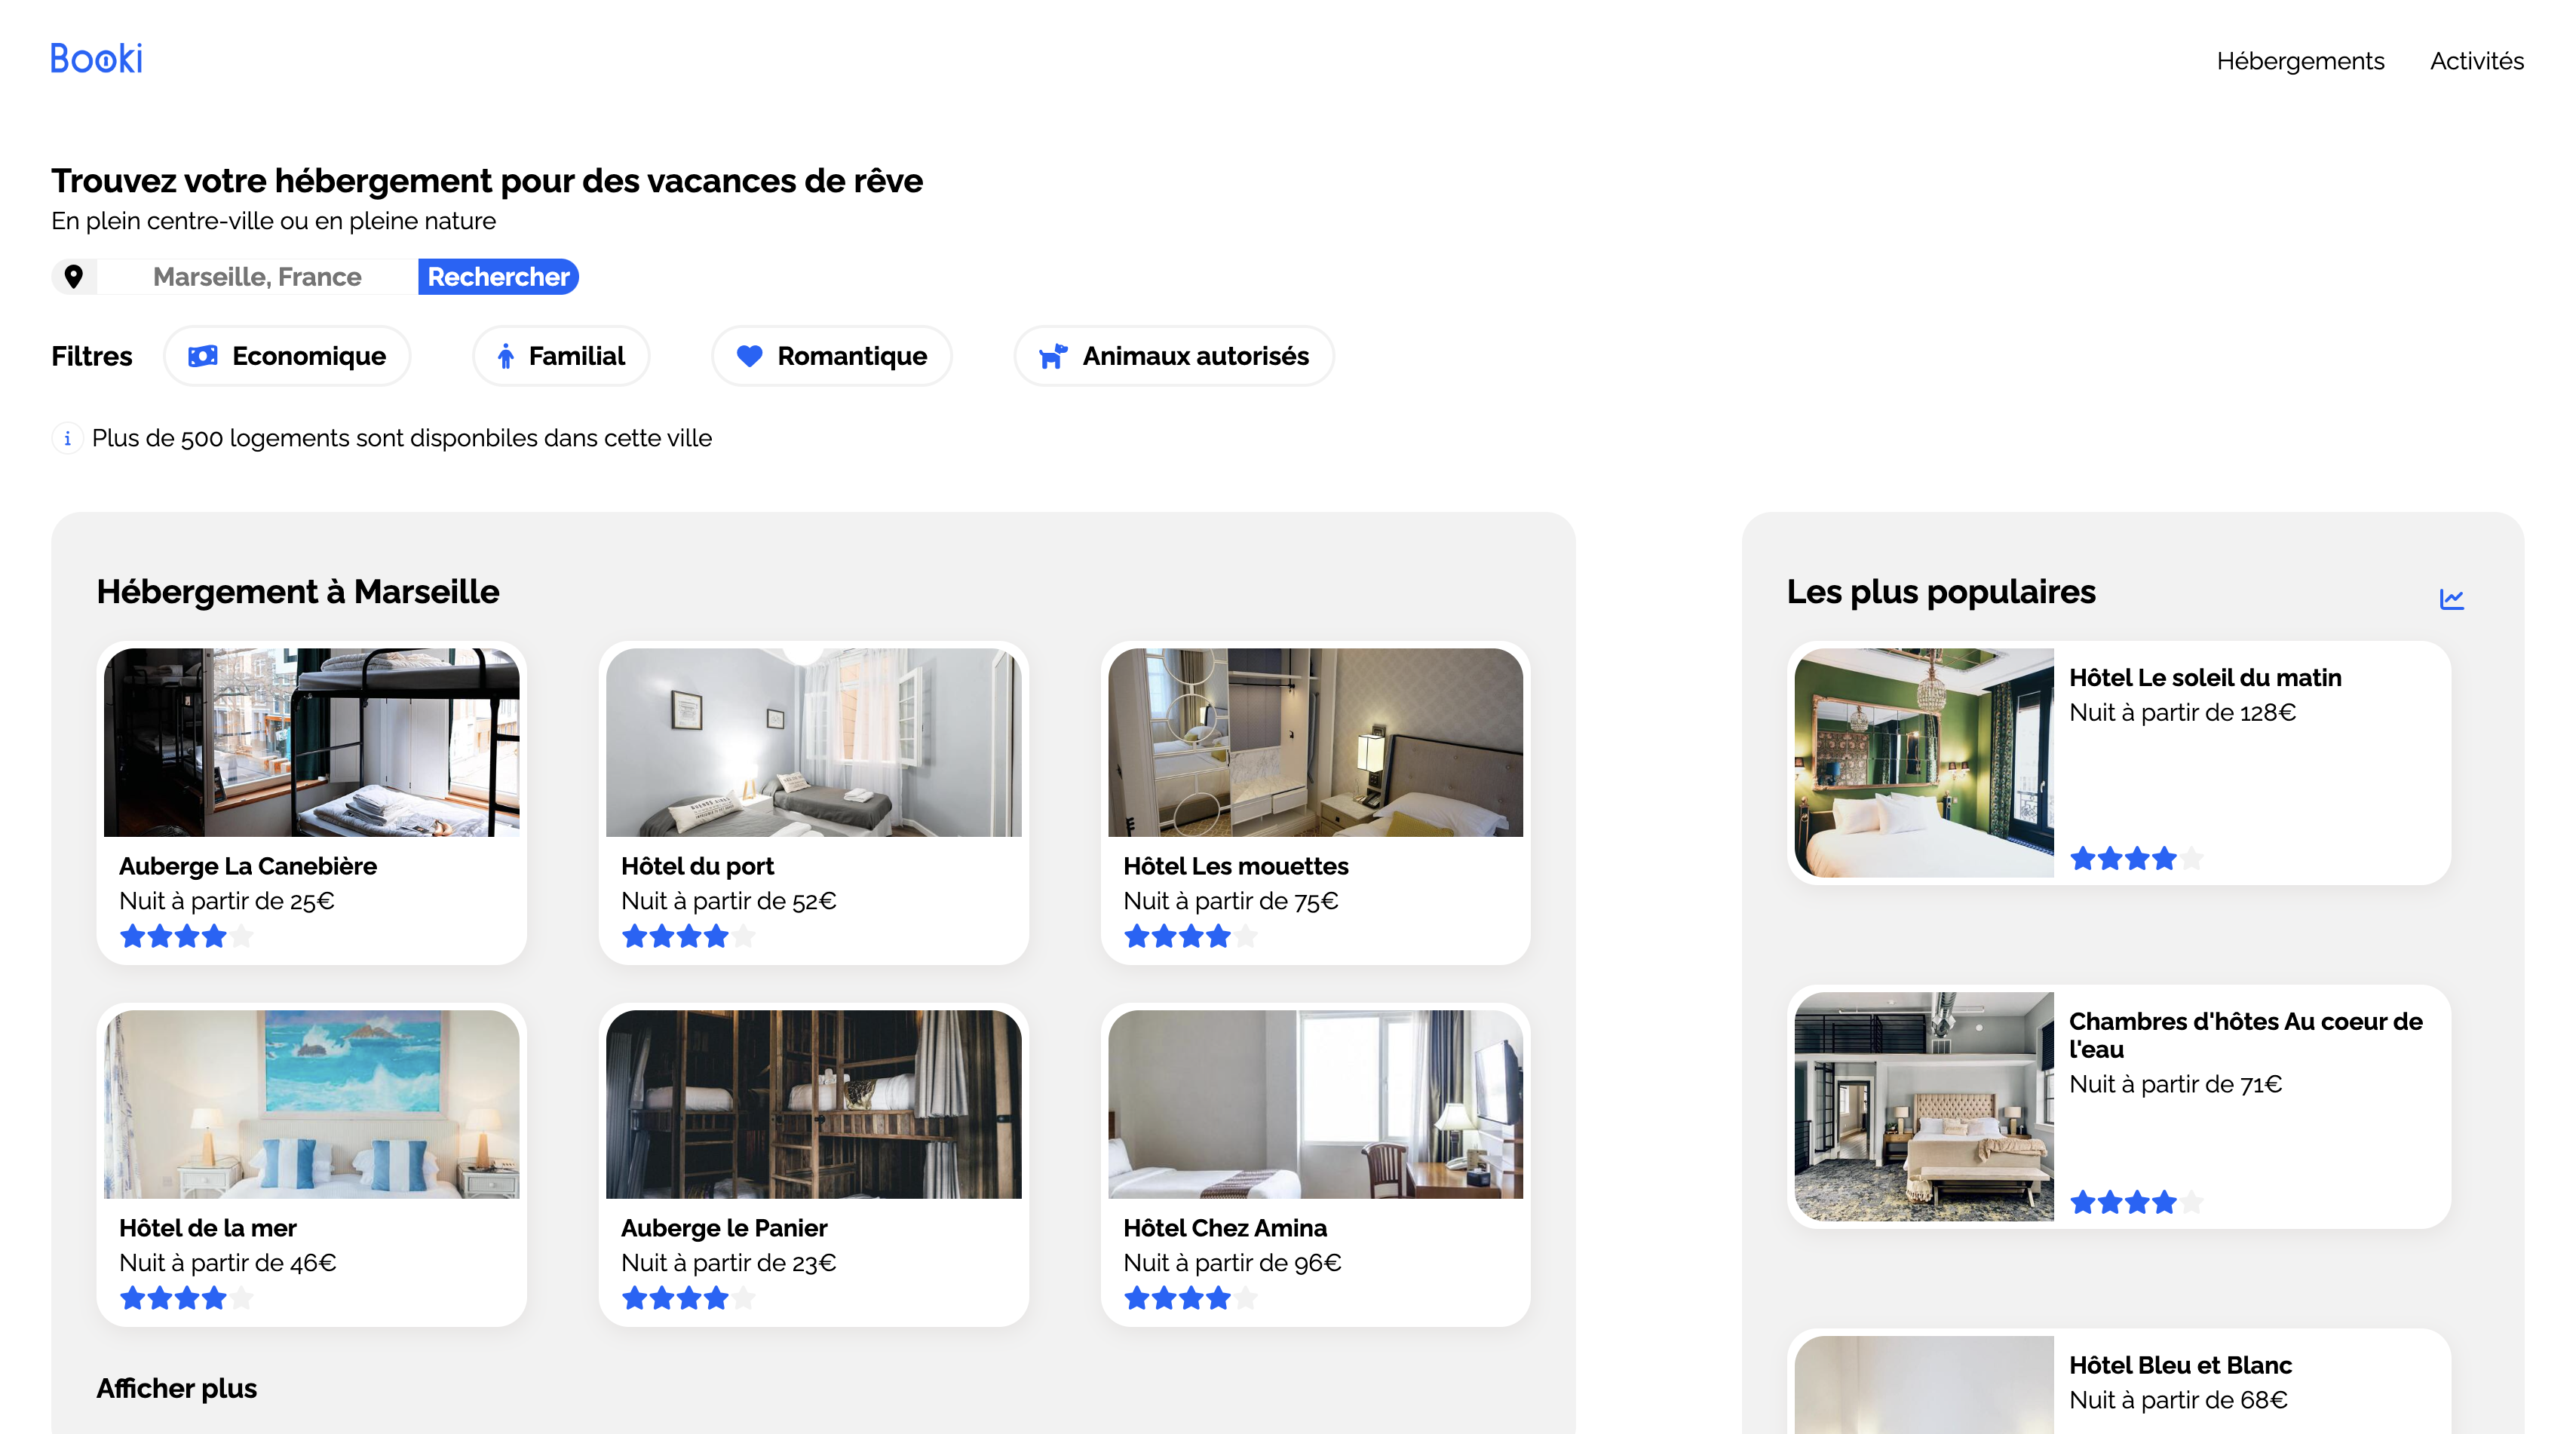 Booki
Hébergements
Activités
Trouvez votre hébergement pour des vacances de rêve
En plein centre-ville ou en pleine nature
Marseille, France
Rechercher
Filtres
Economique
Familial
Romantique
Animaux autorisés
Plus de 500 logements sont disponbiles dans cette ville
Hébergement à Marseille
Auberge La Canebière
Nuit à partir de 25€
Hôtel du port
Nuit à partir de 52€
Hôtel Les mouettes
Nuit à partir de 75€
Hôtel de la mer
Nuit à partir de 46€
Auberge le Panier
Nuit à partir de 23€
Hôtel Chez Amina
Nuit à partir de 96€
Afficher plus
Les plus populaires
Hôtel Le soleil du matin
Nuit à partir de 128€
Chambres d'hôtes Au coeur de
l'eau
Nuit à partir de 71€
Hôtel Bleu et Blanc
Nuit à partir de 68€